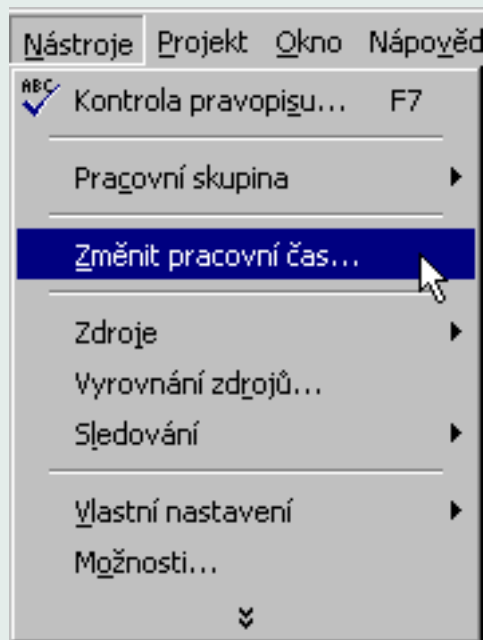 Nástroje Projekt Okno Nápověd
ABC Kontrola pravopisu... F7
Pracovní skupina
Změnit pracovní čas...
Zdroje
Vyrovnání zdrojů...
Sledování
Vlastní nastavení
Možnosti...